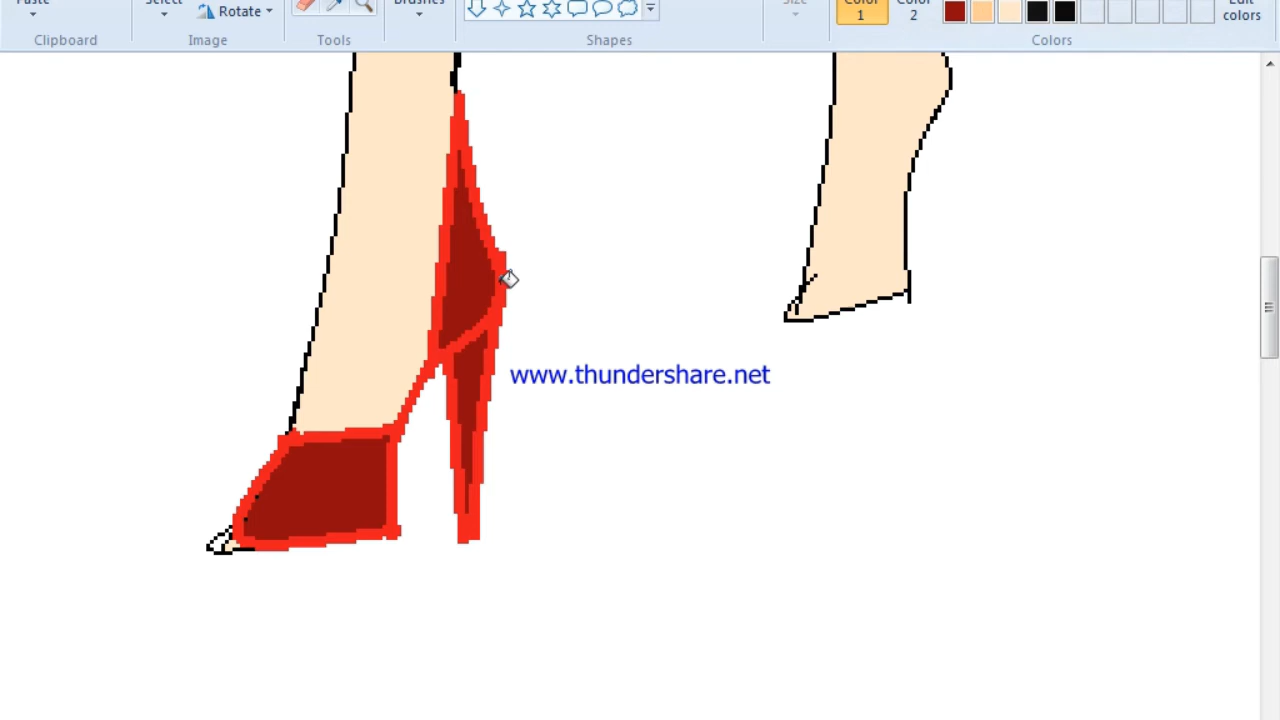 Paste Select Brushes Size Color Color Edit
Rotate 1 2 colors
Clipboard Image Tools Shapes Colors
www.thundershare.net